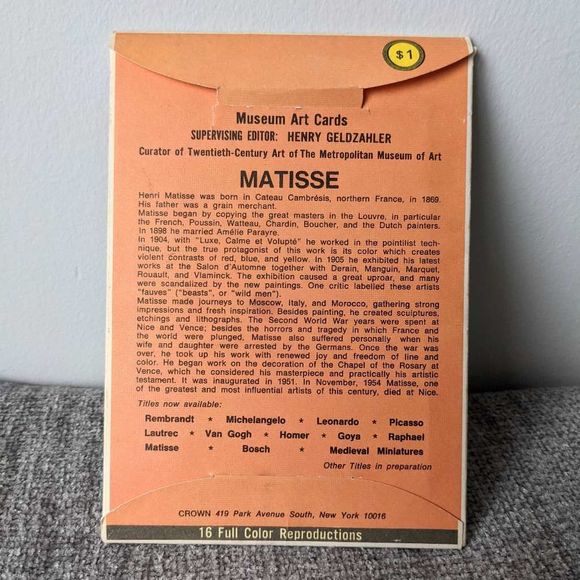 $1
Museum Art Cards
SUPERVISING EDITOR: HENRY GELDZAHLER
Curator of Twentieth-Century Art of The Metropolitan Museum of Art
MATISSE
Henri Matisse was born in Cateau Cambrésis, northern France, in 1869.
His father was a grain merchant.
Matisse began by copying the great masters in the Louvre, in particular
the French, Poussin, Watteau, Chardin, Boucher, and the Dutch painters.
In 1898 he married Amélie Parayre.
In 1904, with "Luxe, Calme et Volupté" he worked in the pointilist tech-
nique, but the true protagonist of this work is its color which creates
violent contrasts of red, blue, and yellow. In 1905 he exhibited his latest
works at the Salon d'Automne together with Derain, Manguin, Marquet,
Rouault, and Vlaminck. The exhibition caused a great uproar, and many
were scandalized by the new paintings. One critic labelled these artists
"fauves" ("beasts", or "wild men").
Matisse made journeys to Moscow, Italy, and Morocco, gathering strong
impressions and fresh inspiration. Besides painting, he created sculptures,
etchings and lithographs. The Second World War years were spent at
Nice and Vence; besides the horrors and tragedy in which France and
the world were plunged, Matisse also suffered personally when his
wife and daughter were arrested by the Germans. Once the war was
over, he took up his work with renewed joy and freedom of line and
color. He began work on the decoration of the Chapel of the Rosary at
Vence, which he considered his masterpiece and practically his artistic
testament. It was inaugurated in 1951. In November, 1954 Matisse, one
of the greatest and most influential artists of this century, died at Nice.
Titles now available:
Rembrandt * Michelangelo * Leonardo * Picasso
Lautrec * Van Gogh * Homer * Goya * Raphael
Matisse * Bosch * Medieval Miniatures
Other Titles in preparation
CROWN 419 Park Avenue South, New York 10016
16 Full Color Reproductions